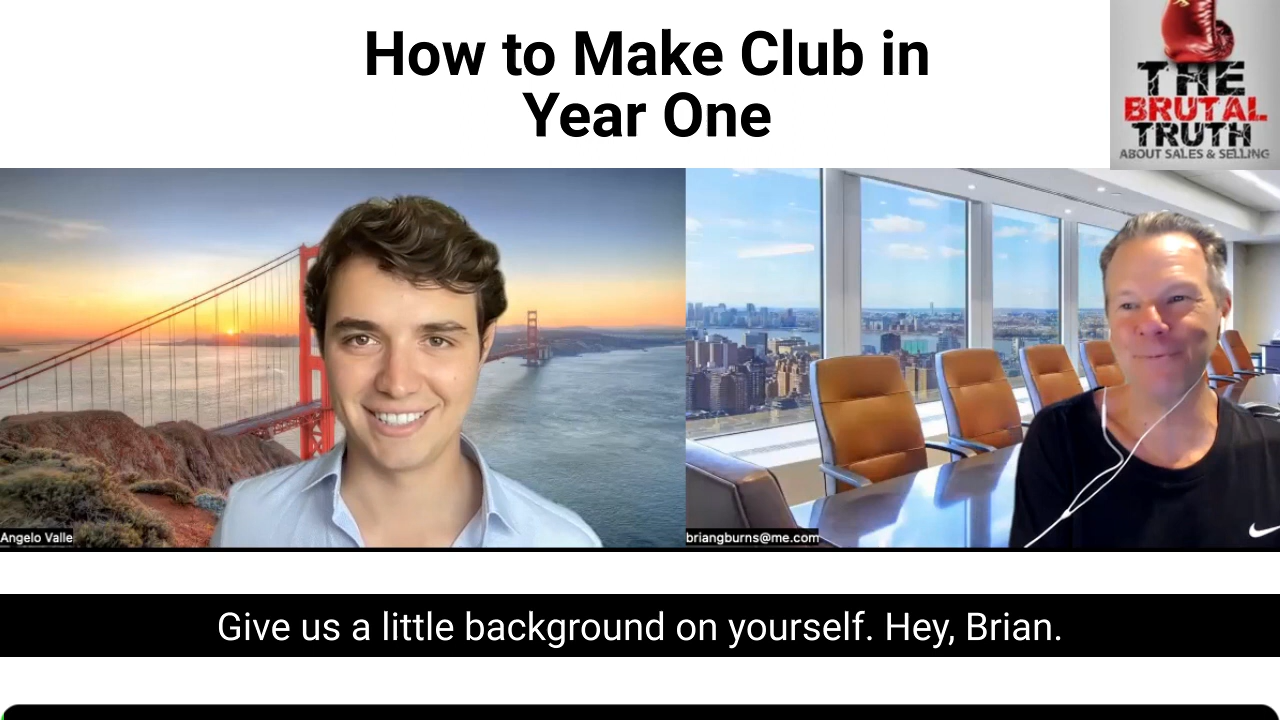 How to Make Club in
Year One
THE
BRUTAL
TRUTH
ABOUT SALES & SELLING
Angelo Valle
briangburns@me.com
Give us a little background on yourself. Hey, Brian.